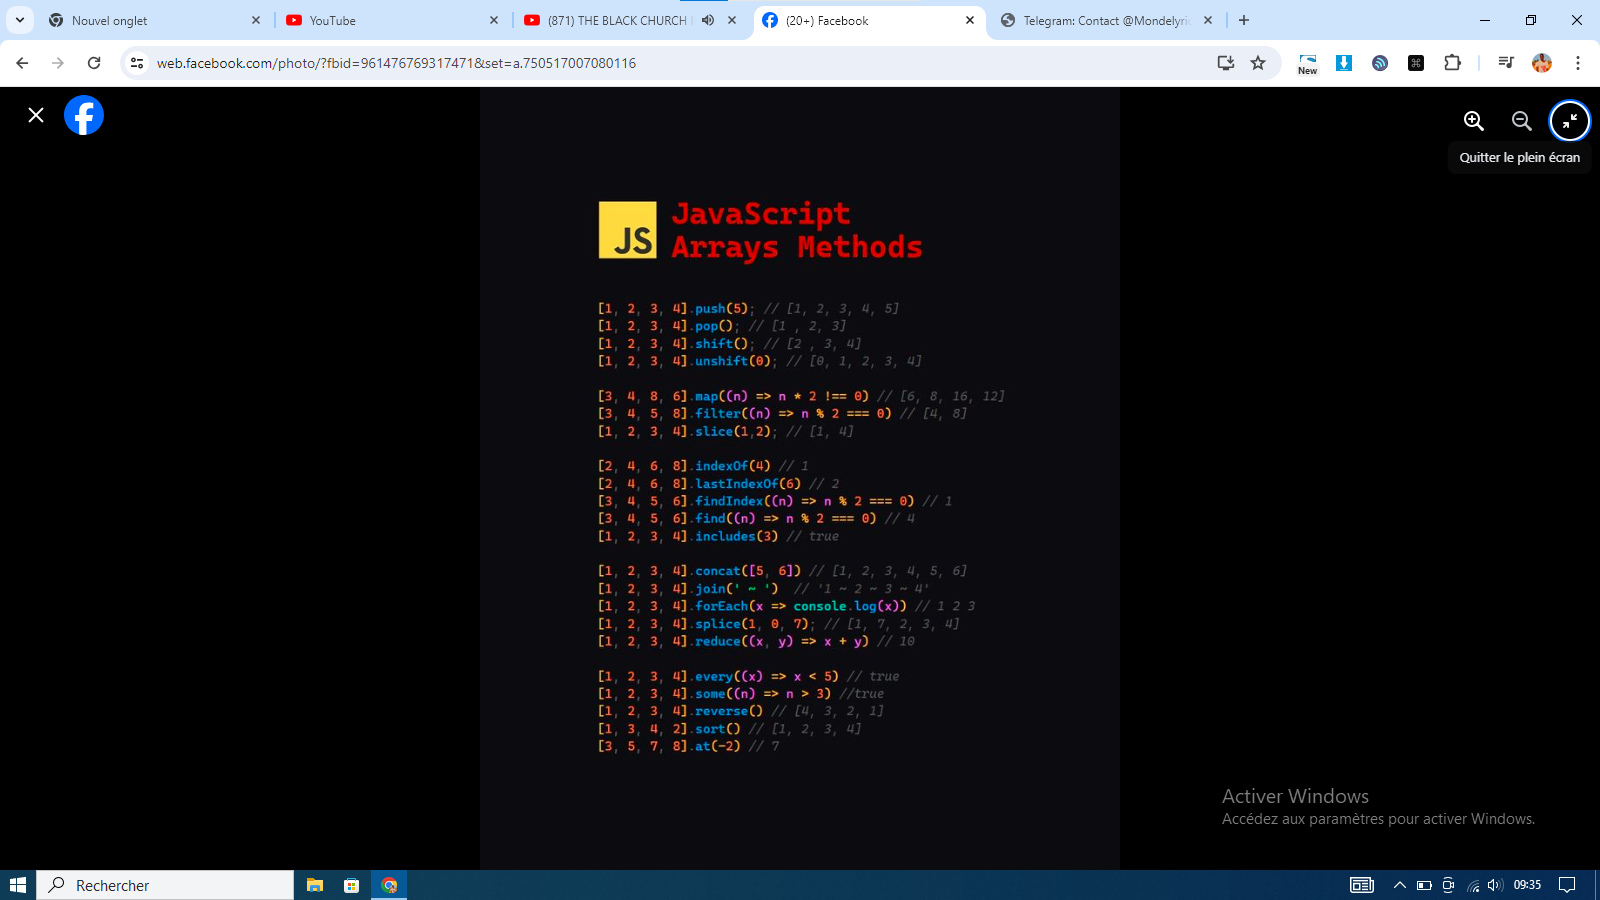 Nouvel onglet
YouTube
(871) THE BLACK CHURCH
(20+) Facebook
Telegram: Contact @Mondelyric
web.facebook.com/photo/?fbid=961476769317471&set=a.750517007080116
New
Quitter le plein écran
JS
JavaScript
Arrays Methods
[1, 2, 3, 4].push(5); // [1, 2, 3, 4, 5]
[1, 2, 3, 4].pop(); // [1 , 2, 3]
[1, 2, 3, 4].shift(); // [2 , 3, 4]
[1, 2, 3, 4].unshift(0); // [0, 1, 2, 3, 4]
[3, 4, 8, 6].map((n) => n * 2 !== 0) // [6, 8, 16, 12]
[3, 4, 5, 8].filter((n) => n % 2 === 0) // [4, 8]
[1, 2, 3, 4].slice(1,2); // [1, 4]
[2, 4, 6, 8].indexOf(4) // 1
[2, 4, 6, 8].lastIndexOf(6) // 2
[3, 4, 5, 6].findIndex((n) => n % 2 === 0) // 1
[3, 4, 5, 6].find((n) => n % 2 === 0) // 4
[1, 2, 3, 4].includes(3) // true
[1, 2, 3, 4].concat([5, 6]) // [1, 2, 3, 4, 5, 6]
[1, 2, 3, 4].join(' ~ ') // '1 ~ 2 ~ 3 ~ 4'
[1, 2, 3, 4].forEach(x => console.log(x)) // 1 2 3
[1, 2, 3, 4].splice(1, 0, 7); // [1, 7, 2, 3, 4]
[1, 2, 3, 4].reduce((x, y) => x + y) // 10
[1, 2, 3, 4].every((x) => x < 5) // true
[1, 2, 3, 4].some((n) => n > 3) //true
[1, 2, 3, 4].reverse() // [4, 3, 2, 1]
[1, 3, 4, 2].sort() // [1, 2, 3, 4]
[3, 5, 7, 8].at(-2) // 7
Activer Windows
Accédez aux paramètres pour activer Windows.
Rechercher
09:35